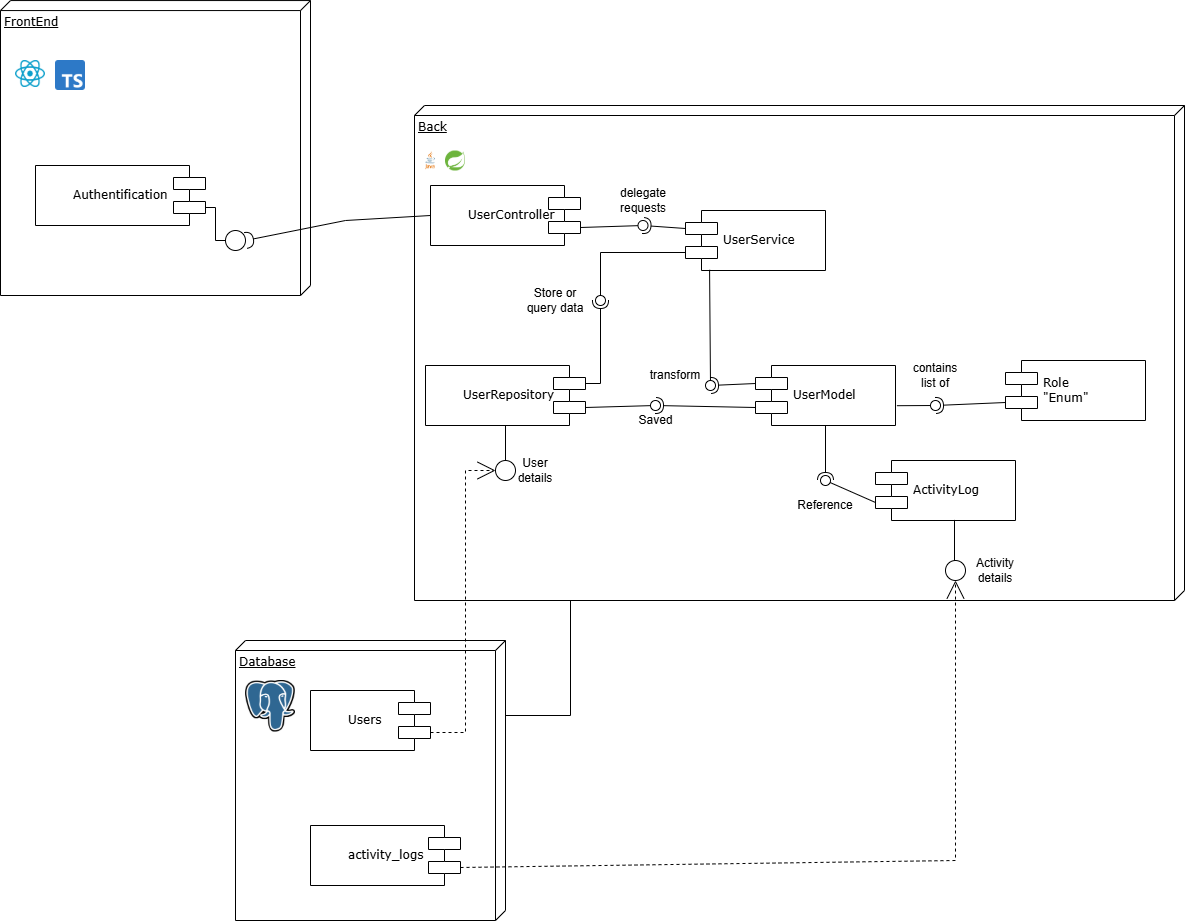 FrontEnd
TS
Authentification
Back
Java
UserController
delegate
requests
UserService
Store or
query data
UserRepository
transform
UserModel
contains
list of
Role
"Enum"
Saved
User
details
ActivityLog
Reference
Activity
details
Database
Users
activity_logs